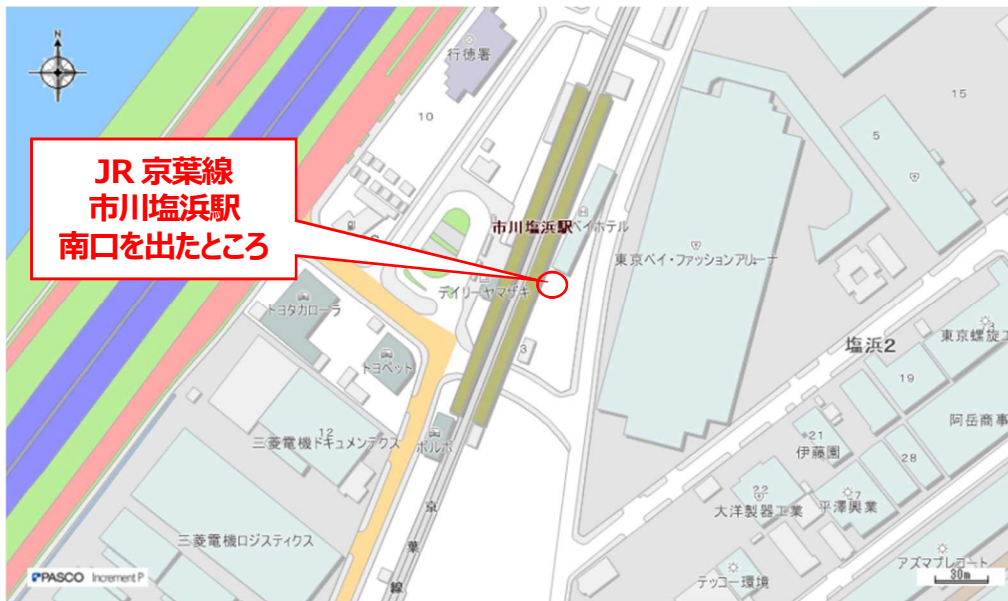 N
行徳署
10
15
5
JR 京葉線
市川塩浜駅
南口を出たところ
市川塩浜駅
ベイホテル
東京ベイ・ファッションアリーナ
デイリーヤマザキ
トヨタカローラ
トヨペット
3
塩浜2
東京螺旋工
19
阿岳商事
12
三菱電機ドキュメンテクス
ボルボ
21
伊藤園
28
22
大洋製器工業
27
平澤興業
三菱電機ロジスティクス
京
葉
線
テッコー環境
アズマプレコート
PASCO Increment P
30m